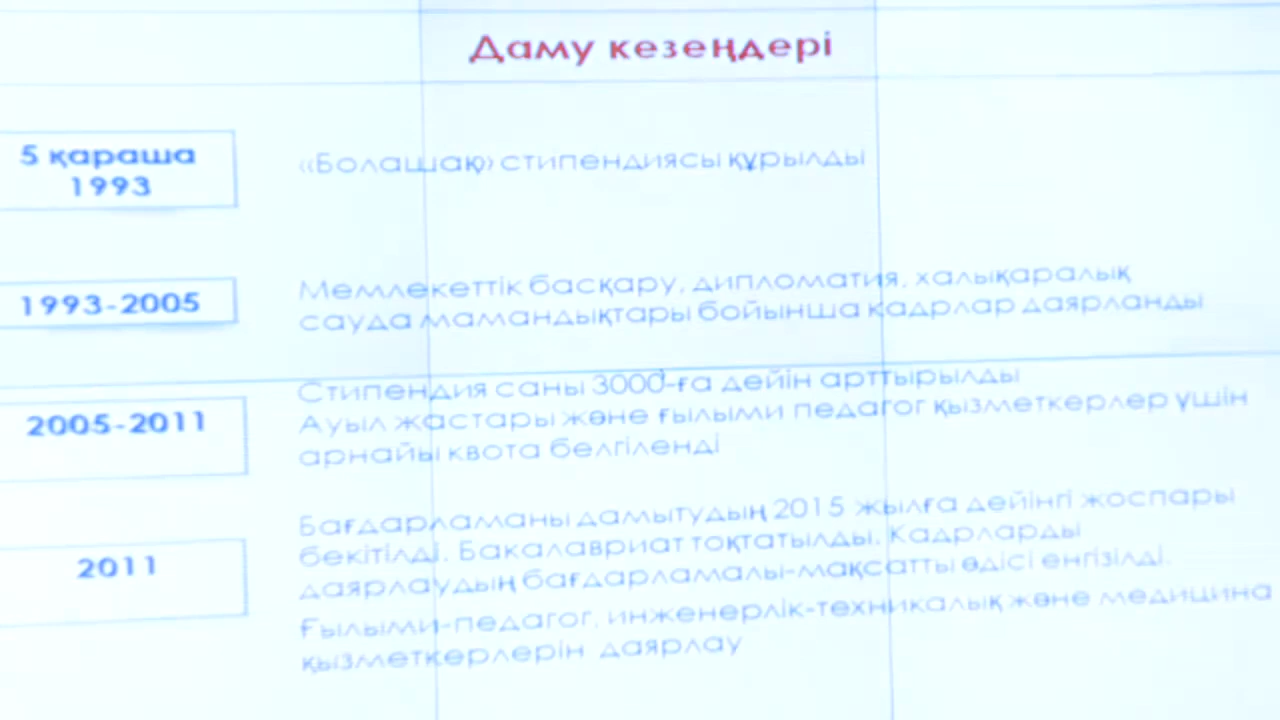 Даму кезеңдері
5 қараша
1993
«Болашақ» стипендиясы құрылды
1993-2005
Мемлекеттік басқару, дипломатия, халықаралық
сауда мамандықтары бойынша кадрлар даярланды
2005-2011
Стипендия саны 3000-ға дейін арттырылды
Ауыл жастары және ғылыми педагог қызметкерлер үшін
арнайы квота белгіленді
2011
Бағдарламаны дамытудың 2015 жылға дейінгі жоспары
бекітілді. Бакалавриат тоқтатылды. Кадрларды
даярлаудың бағдарламалы-мақсатты әдісі енгізілді.
Ғылыми-педагог, инженерлік-техникалық және медицина
қызметкерлерін даярлау